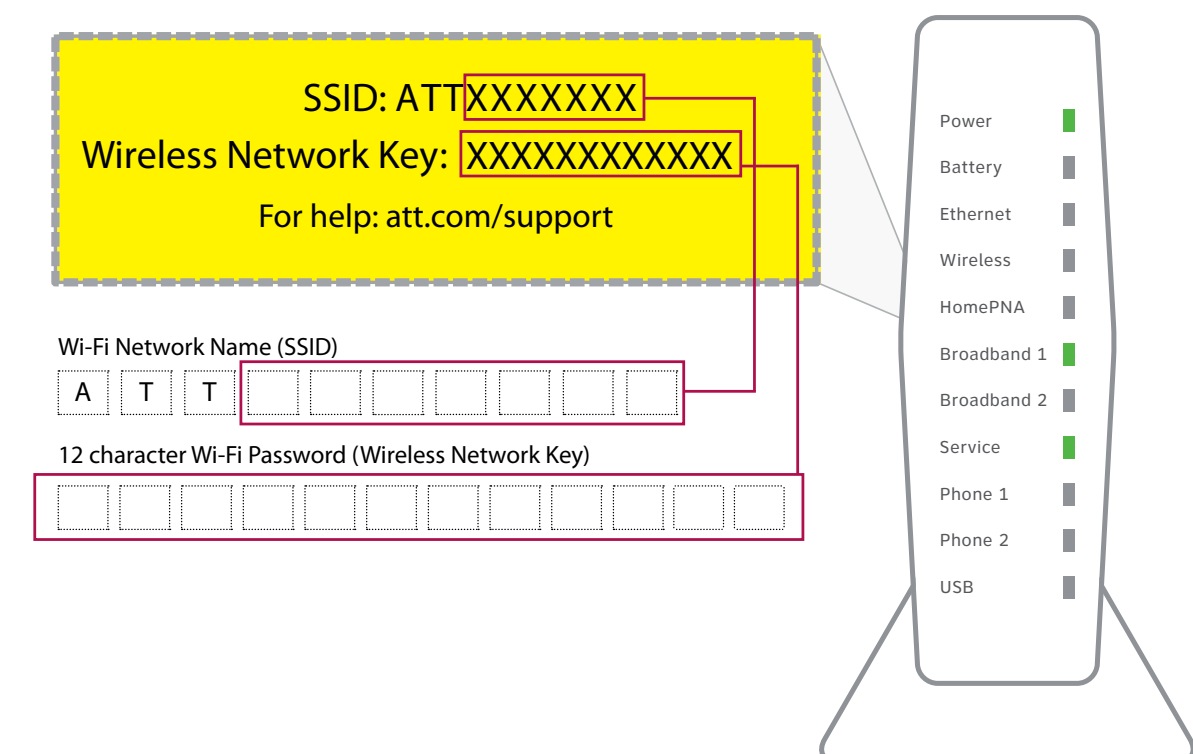 SSID: ATTXXXXXXX
Wireless Network Key: XXXXXXXXXXXX
For help: att.com/support
Wi-Fi Network Name (SSID)
A T T
12 character Wi-Fi Password (Wireless Network Key)
Power
Battery
Ethernet
Wireless
HomePNA
Broadband 1
Broadband 2
Service
Phone 1
Phone 2
USB